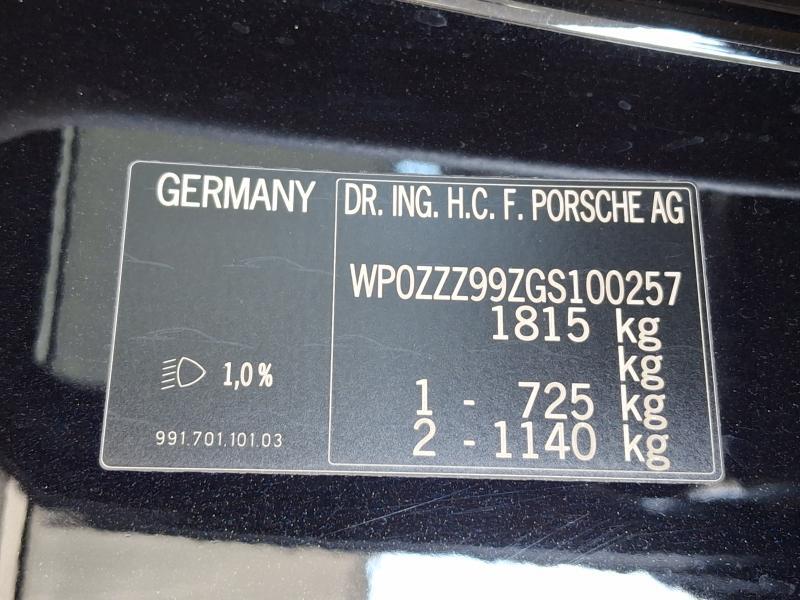 GERMANY
DR. ING. H.C. F. PORSCHE AG
WP0ZZZ99ZGS100257
1815 kg
kg
1 - 725 kg
2 - 1140 kg
1,0%
991.701.101.03